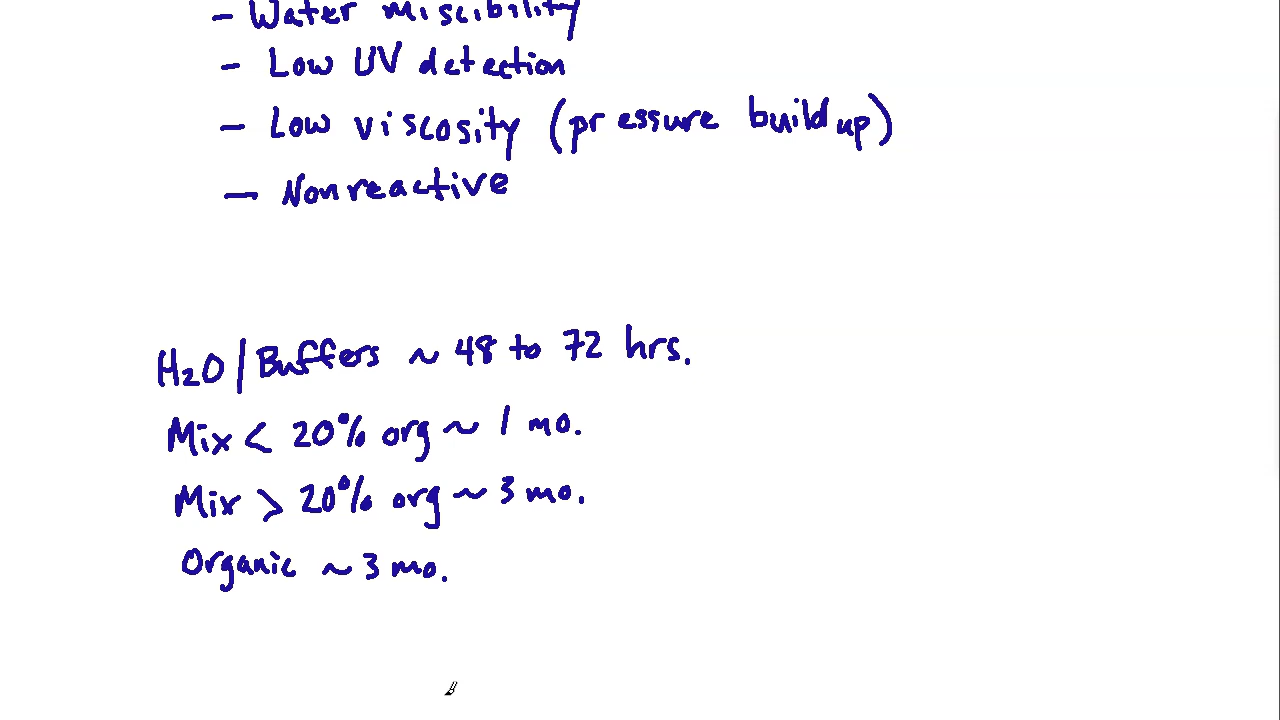 - Water miscibility
- Low UV detection
- Low viscosity (pressure buildup)
- Nonreactive
H2O/Buffers ~ 48 to 72 hrs.
Mix < 20% org ~ 1 mo.
Mix > 20% org ~ 3 mo.
Organic ~ 3 mo.